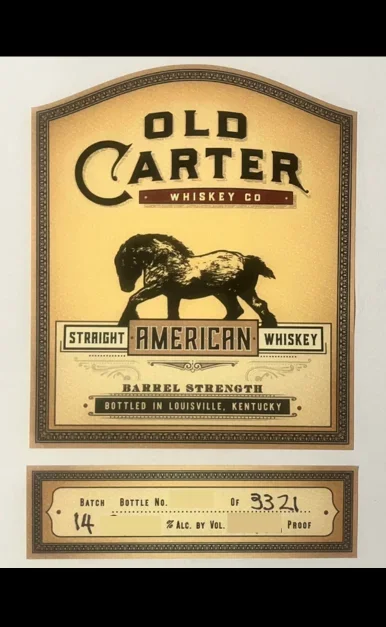 OLD
CARTER
WHISKEY CO
STRAIGHT AMERICAN WHISKEY
BARREL STRENGTH
BOTTLED IN LOUISVILLE, KENTUCKY
BATCH BOTTLE NO. OF 3321
14 % ALC. BY VOL. PROOF